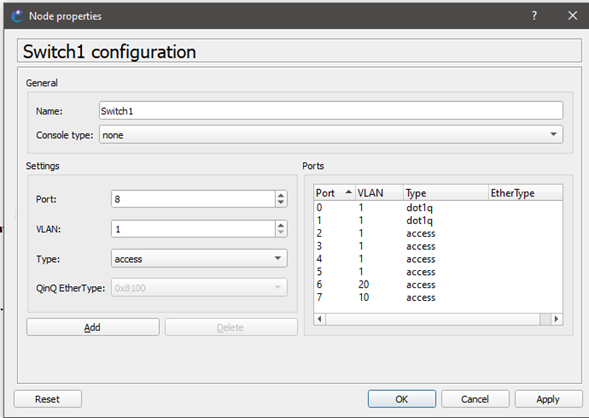 Node properties
?
Switch1 configuration
General
Name: Switch1
Console type: none
Settings
Port: 8
VLAN: 1
Type: access
QinQ EtherType: 0x8100
Add Delete
Ports
Port VLAN Type EtherType
0 1 dot1q
1 1 dot1q
2 1 access
3 1 access
4 1 access
5 1 access
6 20 access
7 10 access
Reset OK Cancel Apply